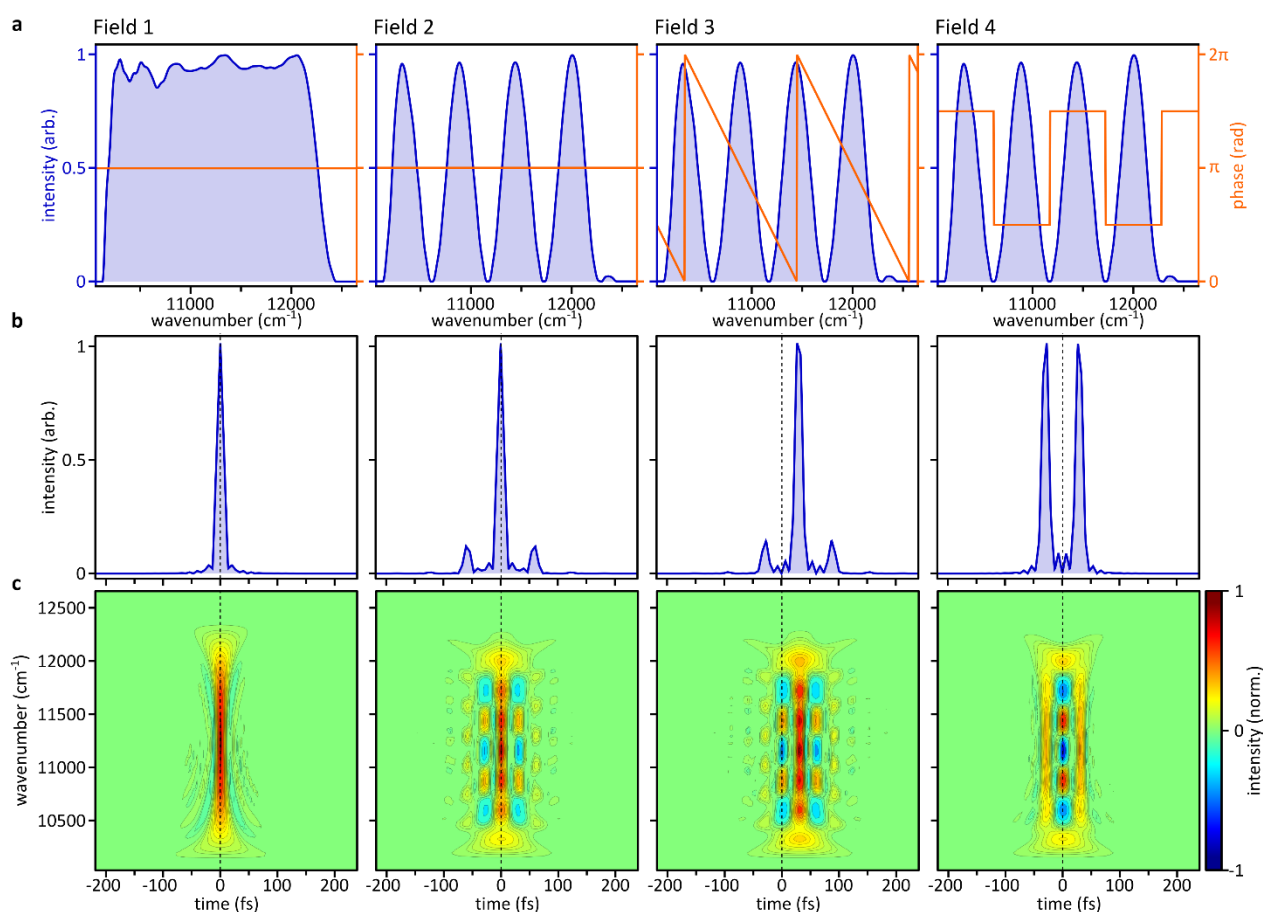 a Field 1 Field 2 Field 3 Field 4
1 2π
intensity (arb.) 0.5 π phase (rad)
0 0
11000 12000 11000 12000 11000 12000 11000 12000
wavenumber (cm⁻¹) wavenumber (cm⁻¹) wavenumber (cm⁻¹) wavenumber (cm⁻¹)
b
1
intensity (arb.) 0.5
0
c
12500 1
12000
wavenumber (cm⁻¹) 11500 0 intensity (norm.)
11000
10500 -1
-200 -100 0 100 200 -200 -100 0 100 200 -200 -100 0 100 200 -200 -100 0 100 200
time (fs) time (fs) time (fs) time (fs)